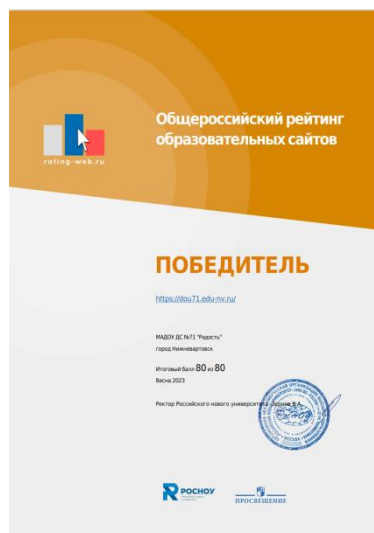 Общероссийский рейтинг
образовательных сайтов
rating-web.ru
ПОБЕДИТЕЛЬ
https://dou71.edu-nv.ru/
МАДОУ ДС №71 "Радость"
город Нижневартовск
Итоговый балл 80 из 80
Весна 2023
Ректор Российского нового университета
РОСНОУ
ПРОСВЕЩЕНИЕ